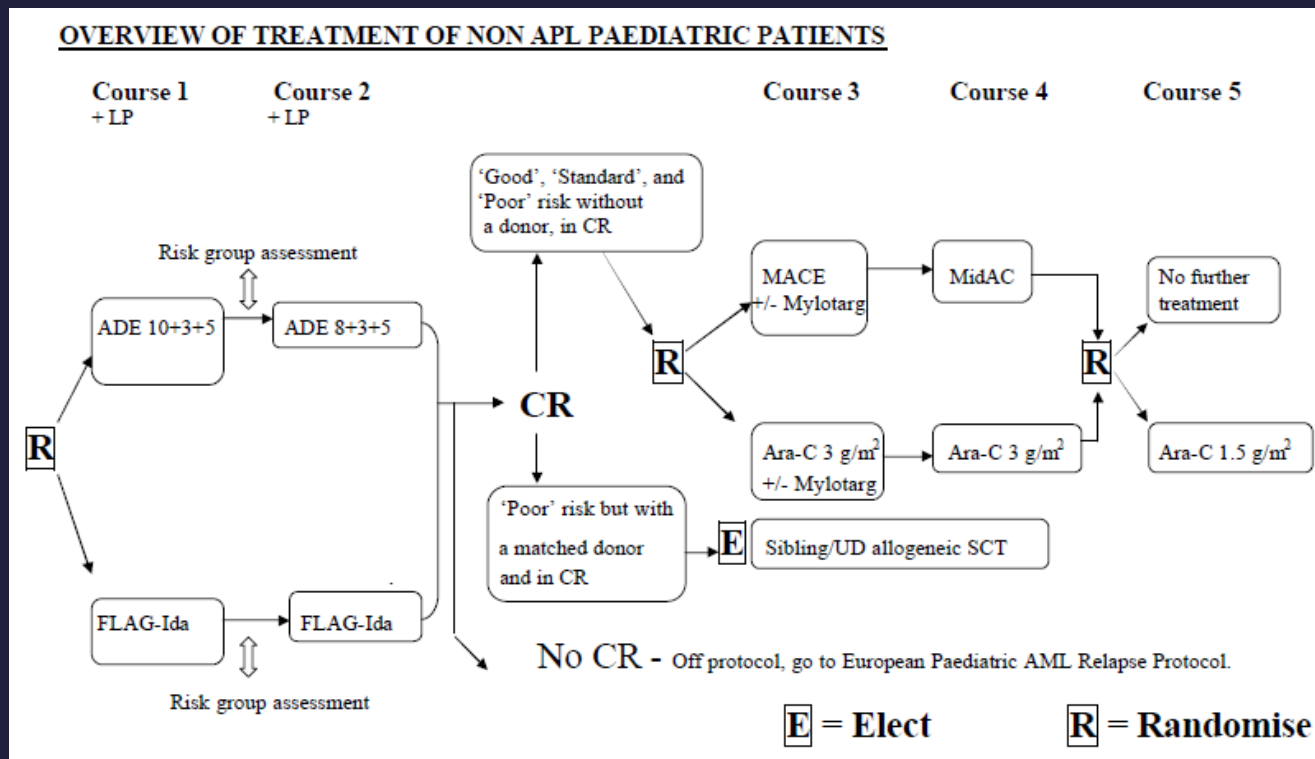 OVERVIEW OF TREATMENT OF NON APL PAEDIATRIC PATIENTS
Course 1
+ LP
Course 2
+ LP
Course 3
Course 4
Course 5
'Good', 'Standard', and
'Poor' risk without
a donor, in CR
Risk group assessment
ADE 10+3+5
ADE 8+3+5
MACE
+/- Mylotarg
MidAC
No further
treatment
R
R
R
CR
Ara-C 3 g/m²
+/- Mylotarg
Ara-C 3 g/m²
Ara-C 1.5 g/m²
'Poor' risk but with
a matched donor
and in CR
E
Sibling/UD allogeneic SCT
FLAG-Ida
FLAG-Ida
Risk group assessment
No CR - Off protocol, go to European Paediatric AML Relapse Protocol.
E = Elect
R = Randomise